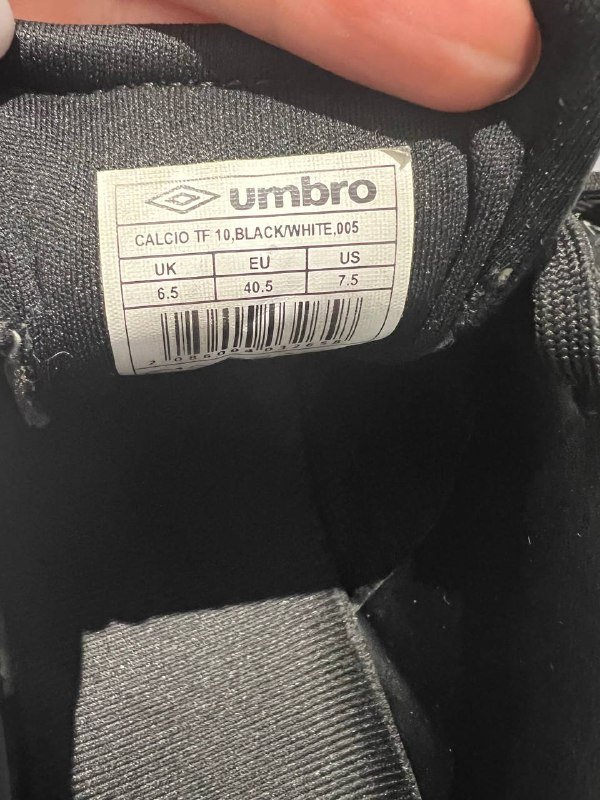 umbro
CALCIO TF 10,BLACK/WHITE,005
UK EU US
6.5 40.5 7.5